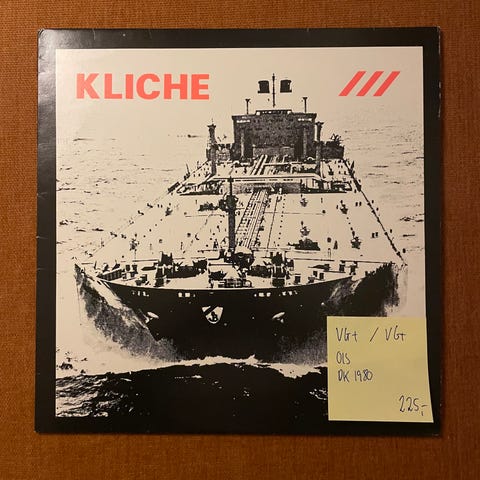 KLICHE ///
VG+ / VG+
OIS
DK 1980
225,-